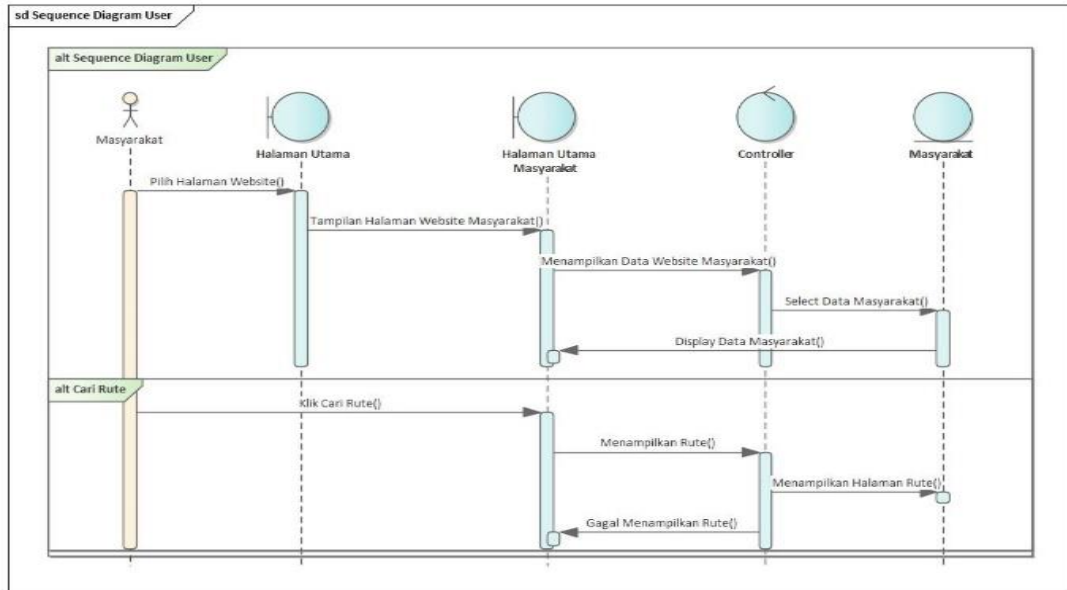 sd Sequence Diagram User
alt Sequence Diagram User
Masyarakat
Halaman Utama
Halaman Utama
Masyarakat
Controller
Masyarakat
Pilih Halaman Website()
Tampilan Halaman Website Masyarakat()
Menampilkan Data Website Masyarakat()
Select Data Masyarakat()
Display Data Masyarakat()
alt Cari Rute
Klik Cari Rute()
Menampilkan Rute()
Menampilkan Halaman Rute()
Gagal Menampilkan Rute()